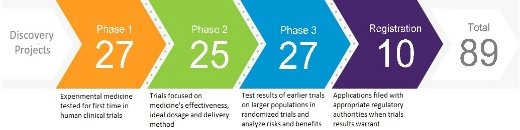 Discovery
Projects
Phase 1
27
Phase 2
25
Phase 3
27
Registration
10
Total
89
Experimental medicine
tested for first time in
human clinical trials
Trials focused on
medicine's effectiveness,
ideal dosage and delivery
method
Test results of earlier trials
on larger populations in
randomized trials and
analyze risks and benefits
Applications filed with
appropriate regulatory
authorities when trials
results warrant